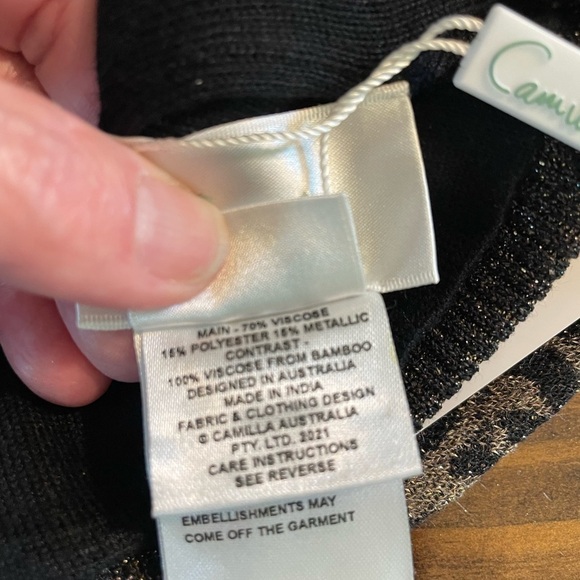 Camilla
MAIN - 70% VISCOSE
15% POLYESTER 15% METALLIC
CONTRAST -
100% VISCOSE FROM BAMBOO
DESIGNED IN AUSTRALIA
MADE IN INDIA
FABRIC & CLOTHING DESIGN
© CAMILLA AUSTRALIA
PTY. LTD. 2021
CARE INSTRUCTIONS
SEE REVERSE
EMBELLISHMENTS MAY
COME OFF THE GARMENT